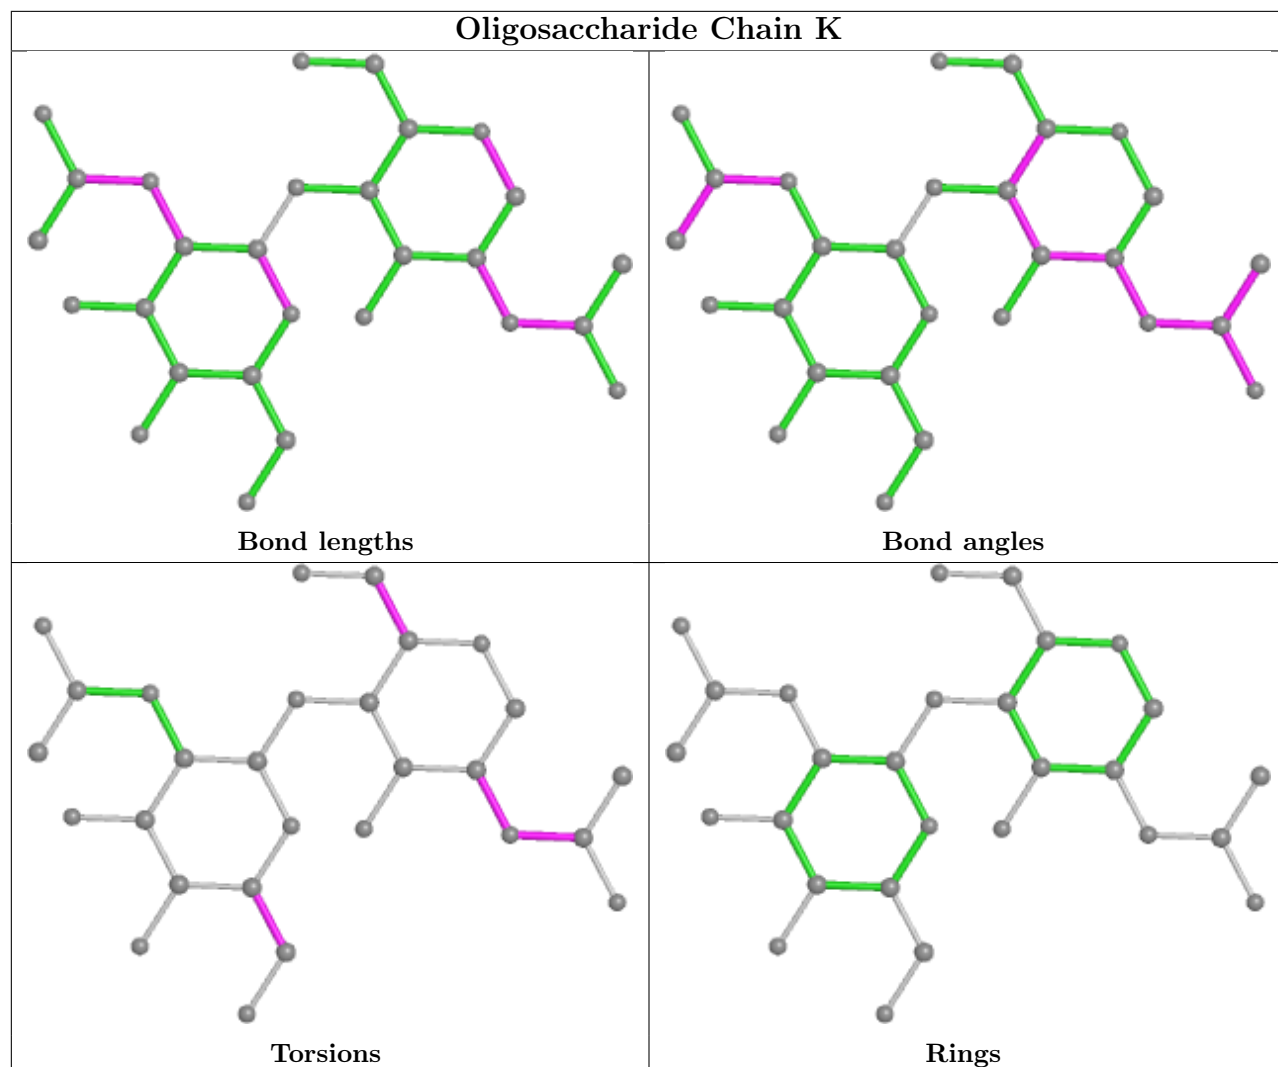 Oligosaccharide Chain K
Bond lengths
Bond angles
Torsions
Rings